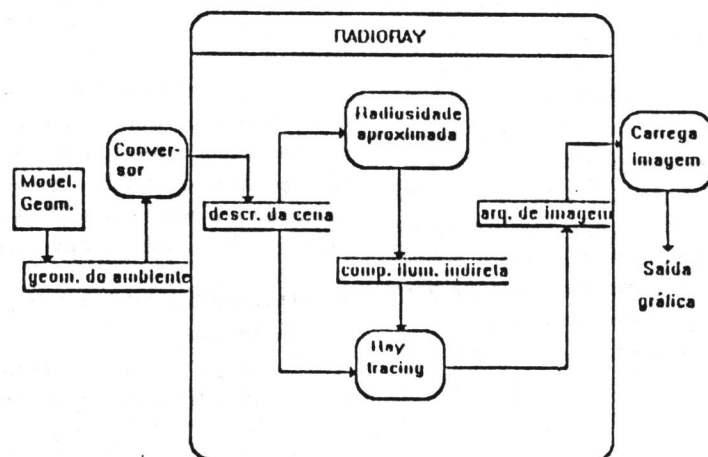 RADIORAY
Radiosidade
aproximada
Carrega
imagem
Conver-
sor
Model.
Geom.
descr. da cena
arq. de imagem
geom. do ambiente
comp. ilum. indireta
Saída
gráfica
Ray
tracing